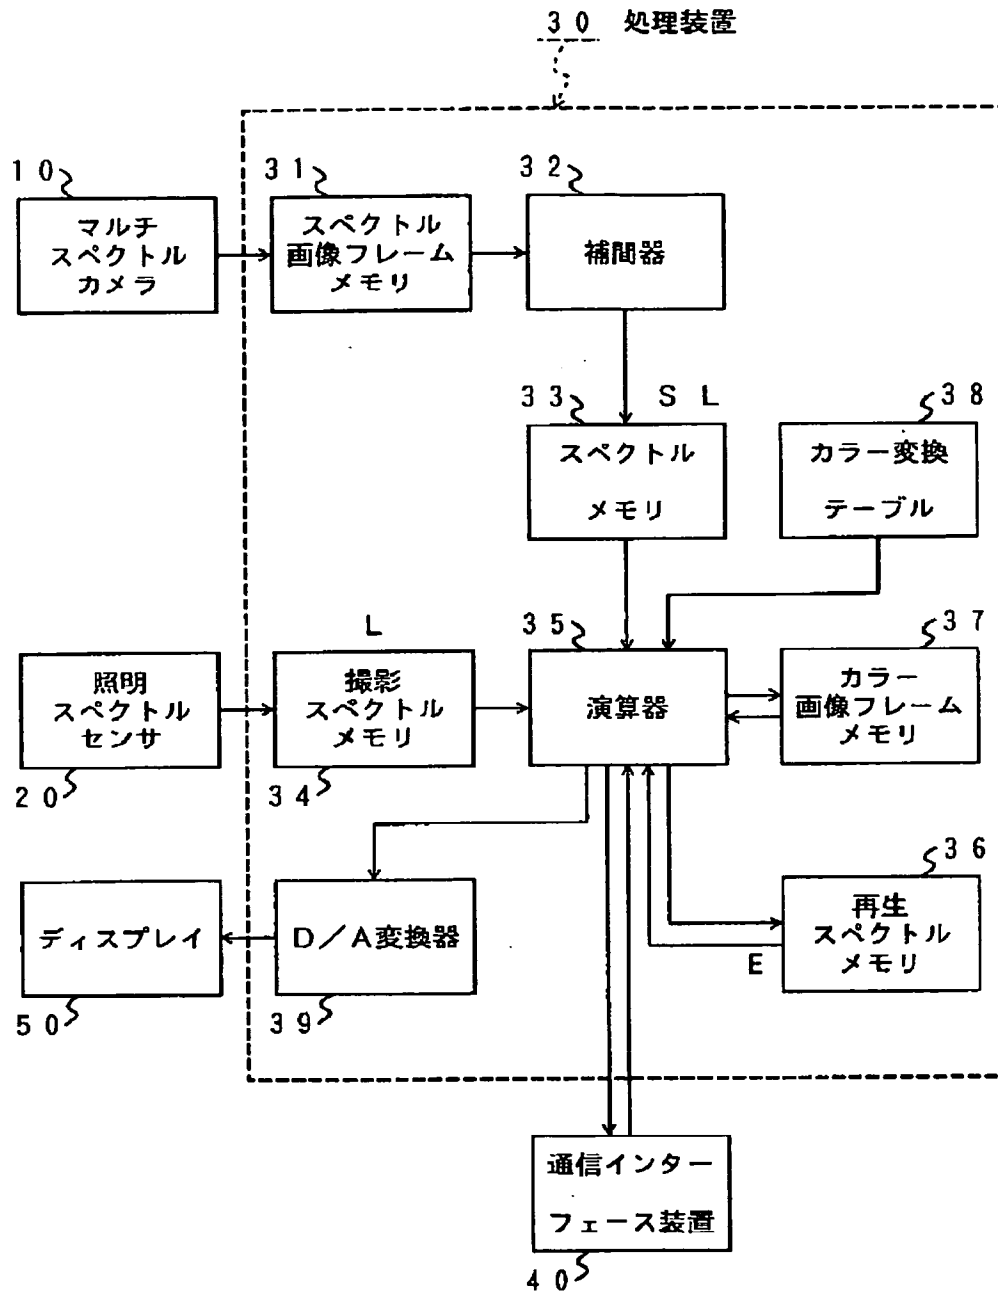 30 処理装置
10
31
32
マルチ
スペクトル
カメラ
スペクトル
画像フレーム
メモリ
補間器
33
SL
38
スペクトル
メモリ
カラー変換
テーブル
L
35
37
照明
スペクトル
センサ
撮影
スペクトル
メモリ
演算器
カラー
画像フレーム
メモリ
20
34
36
ディスプレイ
D/A変換器
再生
スペクトル
メモリ
E
50
39
通信インター
フェース装置
40